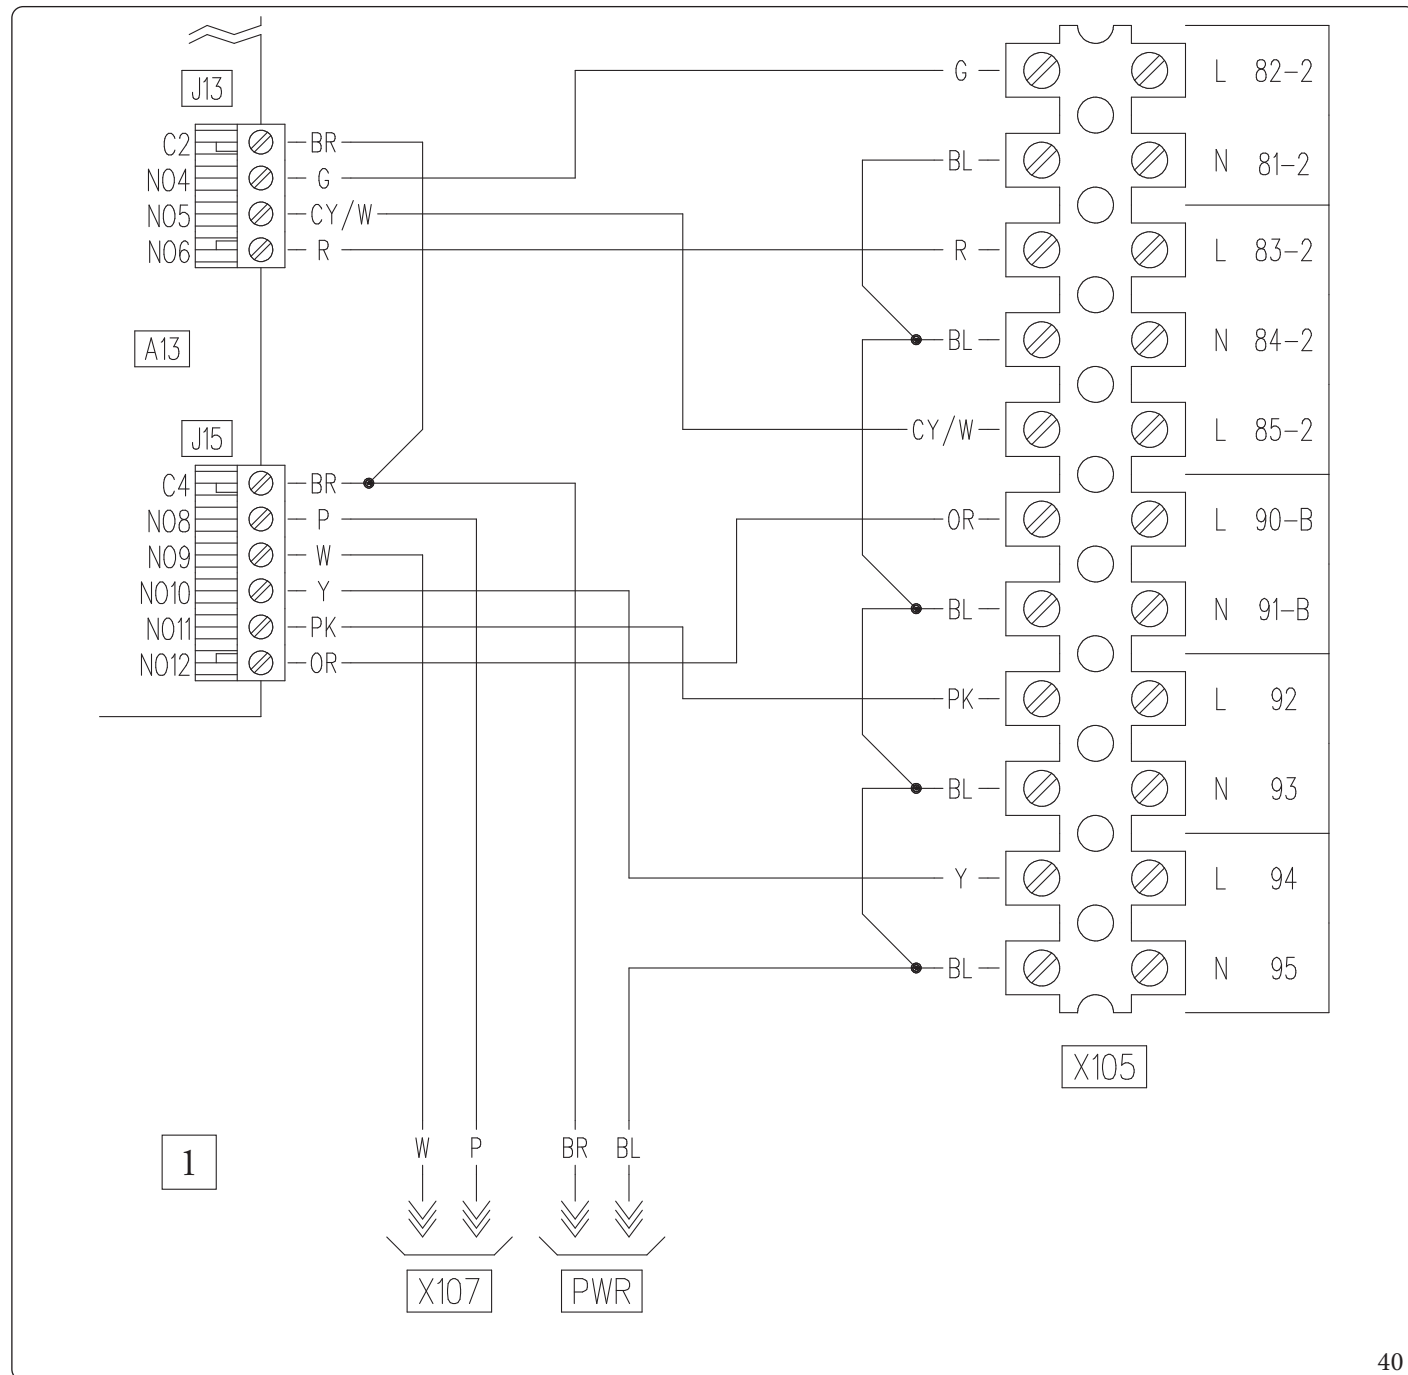 J13
C2 BR
NO4 G
NO5 CY/W
NO6 R
A13
J15
C4 BR
NO8 P
NO9 W
NO10 Y
NO11 PK
NO12 OR
G L 82-2
BL N 81-2
R L 83-2
BL N 84-2
CY/W L 85-2
OR L 90-B
BL N 91-B
PK L 92
BL N 93
Y L 94
BL N 95
X105
1
W P BR BL
X107 PWR
40